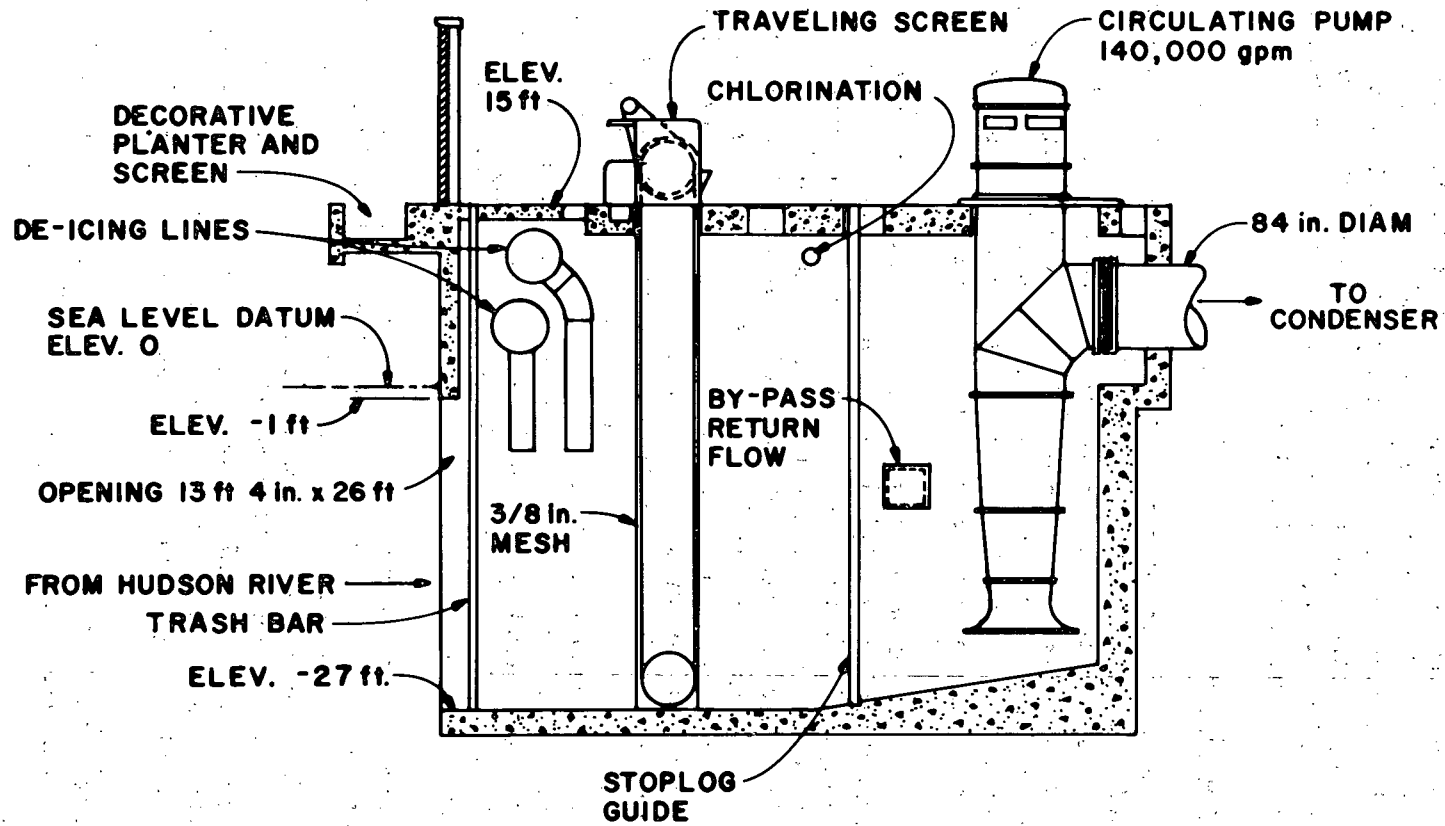 TRAVELING SCREEN
CIRCULATING PUMP
140,000 gpm
ELEV.
15 ft
CHLORINATION
DECORATIVE
PLANTER AND
SCREEN
DE-ICING LINES
84 in. DIAM
SEA LEVEL DATUM
ELEV. 0
TO
CONDENSER
ELEV. -1 ft
BY-PASS
RETURN
FLOW
OPENING 13 ft 4 in. x 26 ft
3/8 in.
MESH
FROM HUDSON RIVER
TRASH BAR
ELEV. -27 ft.
STOPLOG
GUIDE